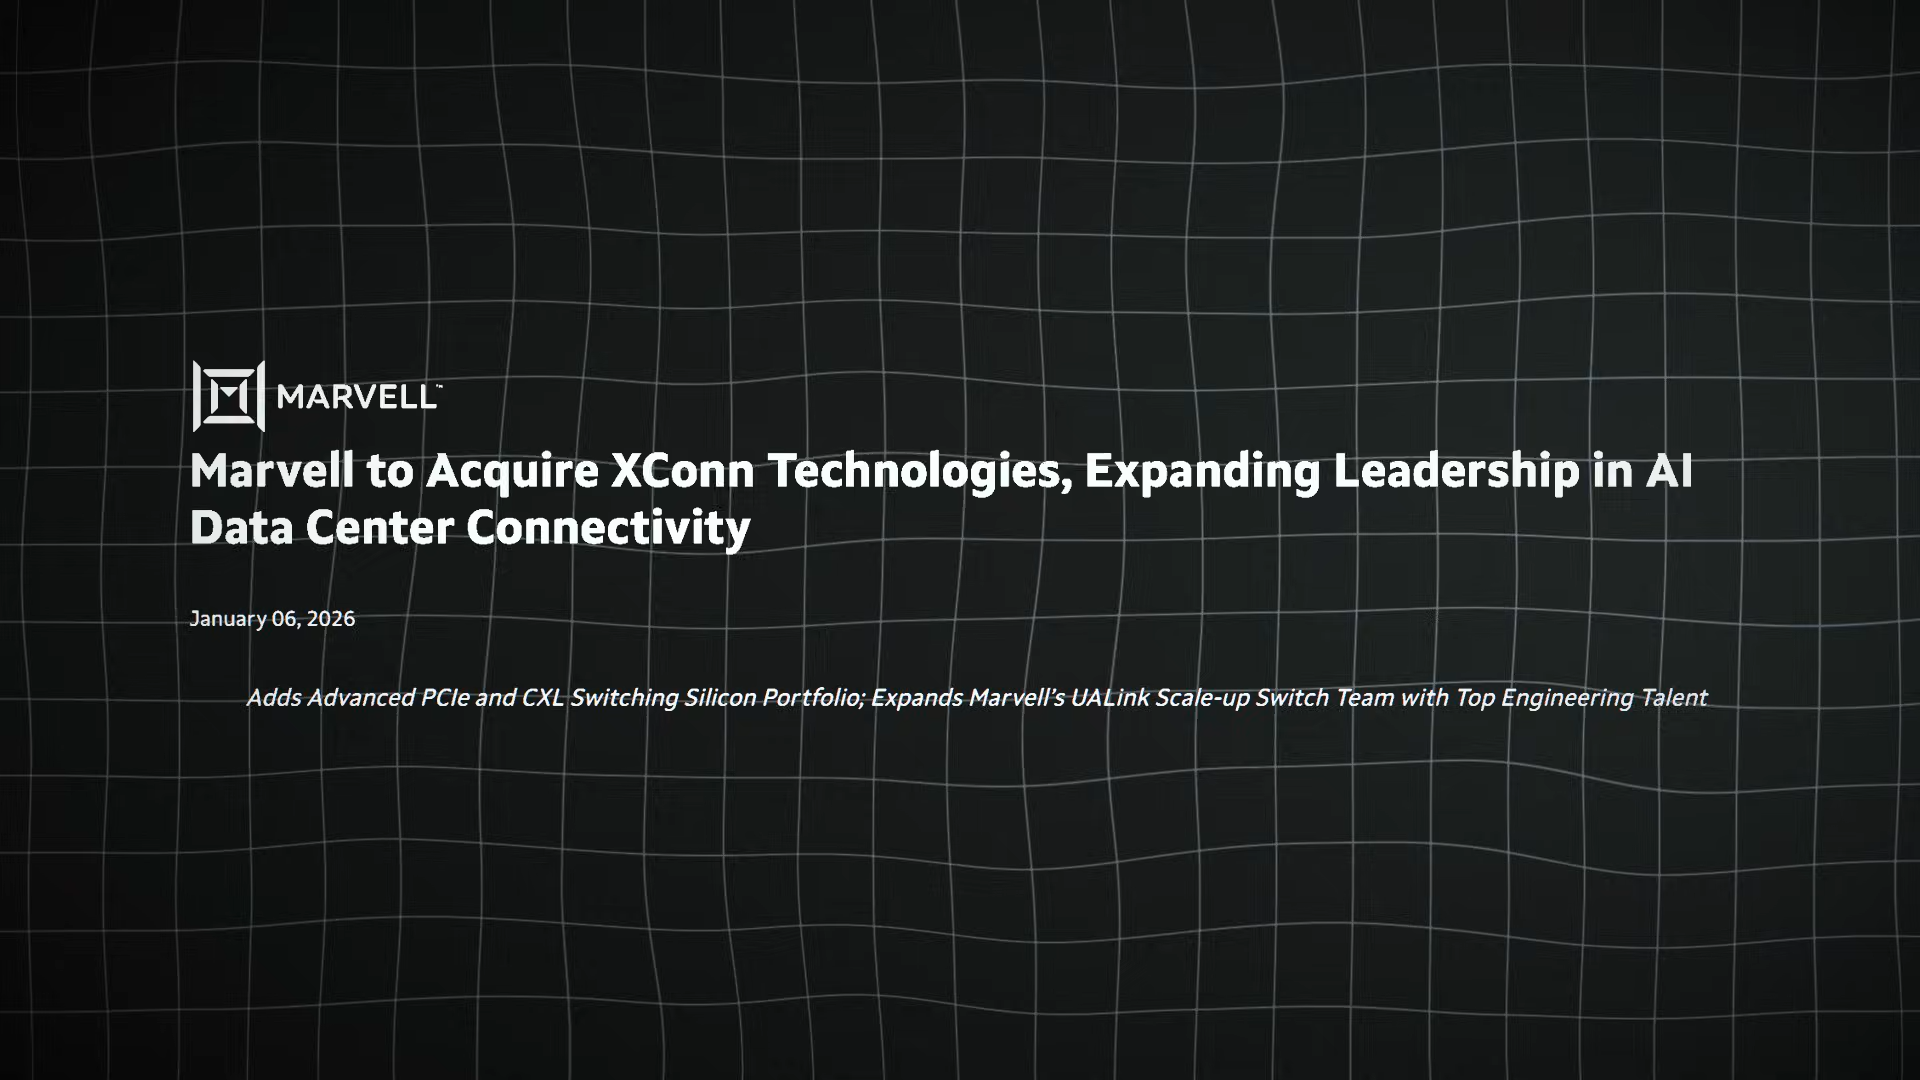 MARVELL™
Marvell to Acquire XConn Technologies, Expanding Leadership in AI
Data Center Connectivity
January 06, 2026
Adds Advanced PCIe and CXL Switching Silicon Portfolio; Expands Marvell’s UALink Scale-up Switch Team with Top Engineering Talent